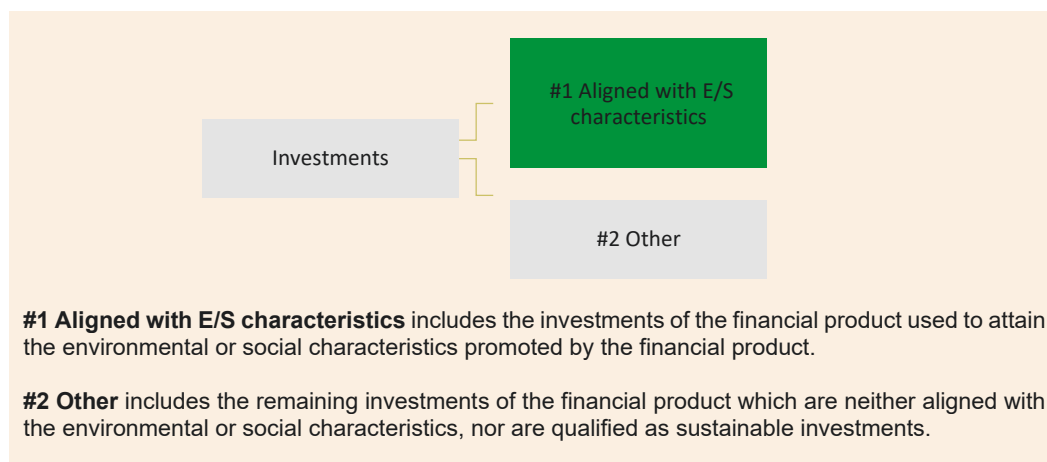 #1 Aligned with E/S
characteristics
Investments
#2 Other
#1 Aligned with E/S characteristics includes the investments of the financial product used to attain
the environmental or social characteristics promoted by the financial product.
#2 Other includes the remaining investments of the financial product which are neither aligned with
the environmental or social characteristics, nor are qualified as sustainable investments.